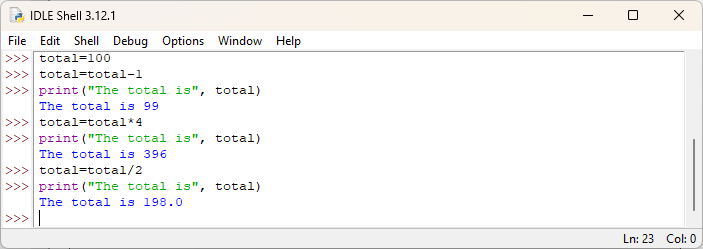 IDLE Shell 3.12.1
File Edit Shell Debug Options Window Help
>>> total=100
>>> total=total-1
>>> print("The total is", total)
The total is 99
>>> total=total*4
>>> print("The total is", total)
The total is 396
>>> total=total/2
>>> print("The total is", total)
The total is 198.0
>>>
Ln: 23 Col: 0